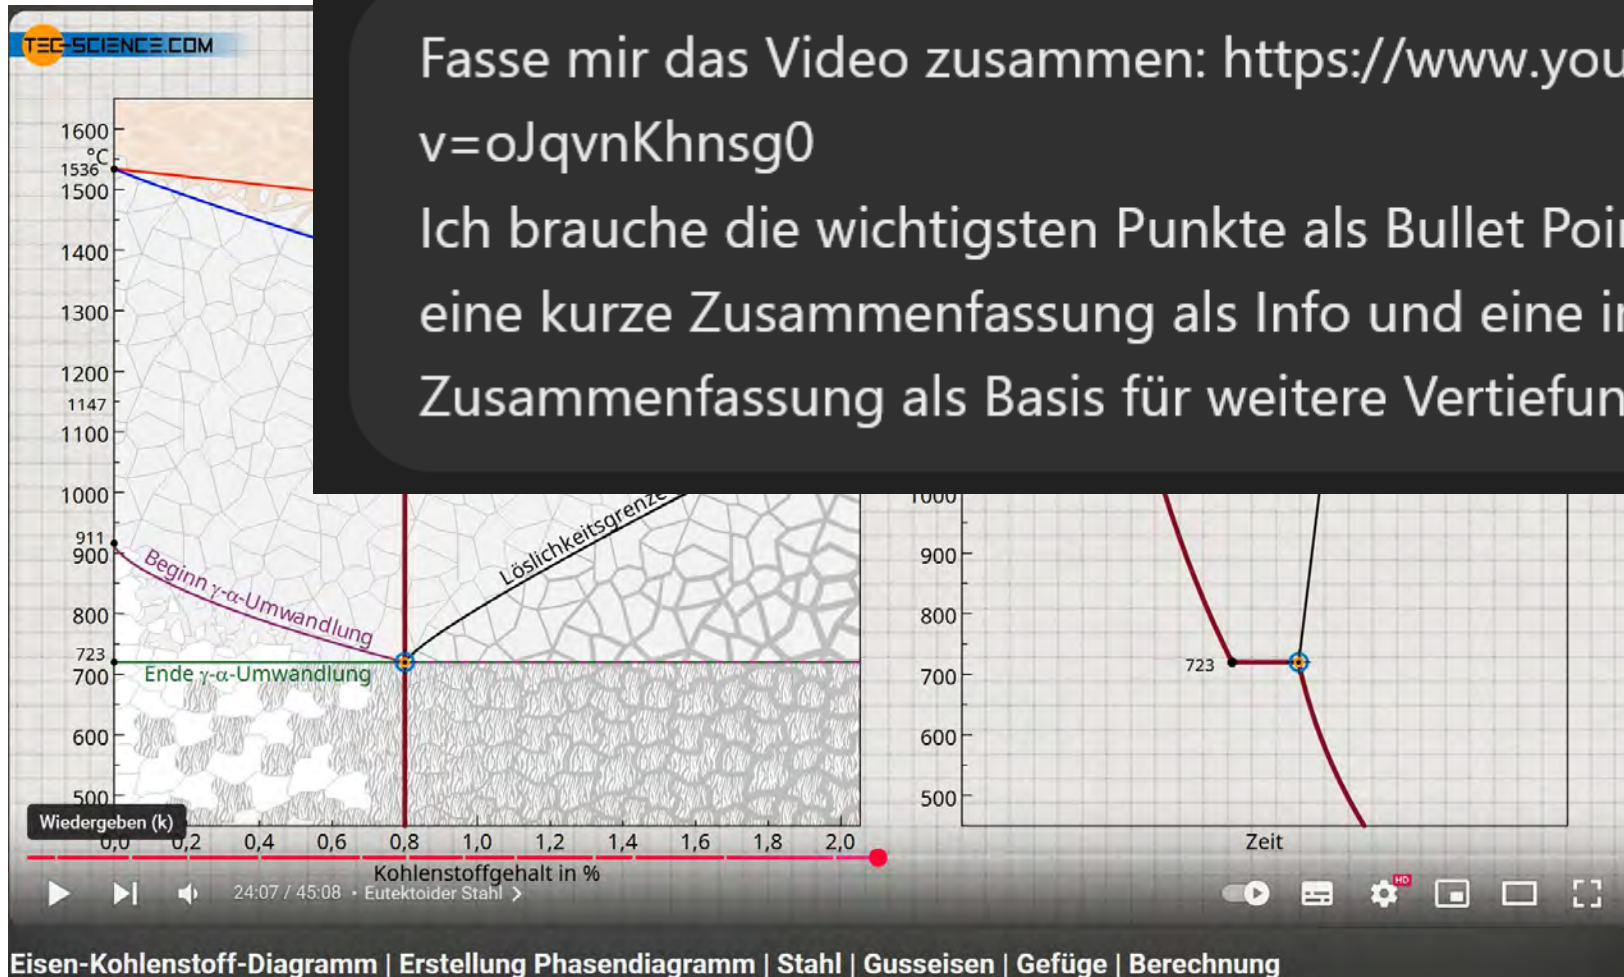 TEC-SCIENCE.COM
Fasse mir das Video zusammen: https://www.you
v=oJqvnKhnsg0
Ich brauche die wichtigsten Punkte als Bullet Poi
eine kurze Zusammenfassung als Info und eine i
Zusammenfassung als Basis für weitere Vertiefun
1600
°C
1536
1500
1400
1300
1200
1147
1100
1000
911
900
800
723
700
600
500
Beginn γ-α-Umwandlung
Ende γ-α-Umwandlung
Löslichkeitsgrenze
Wiedergeben (k)
0,0 0,2 0,4 0,6 0,8 1,0 1,2 1,4 1,6 1,8 2,0
Kohlenstoffgehalt in %
1000
900
800
723
700
600
500
Zeit
24:07 / 45:08 • Eutektoider Stahl
HD
Eisen-Kohlenstoff-Diagramm | Erstellung Phasendiagramm | Stahl | Gusseisen | Gefüge | Berechnung